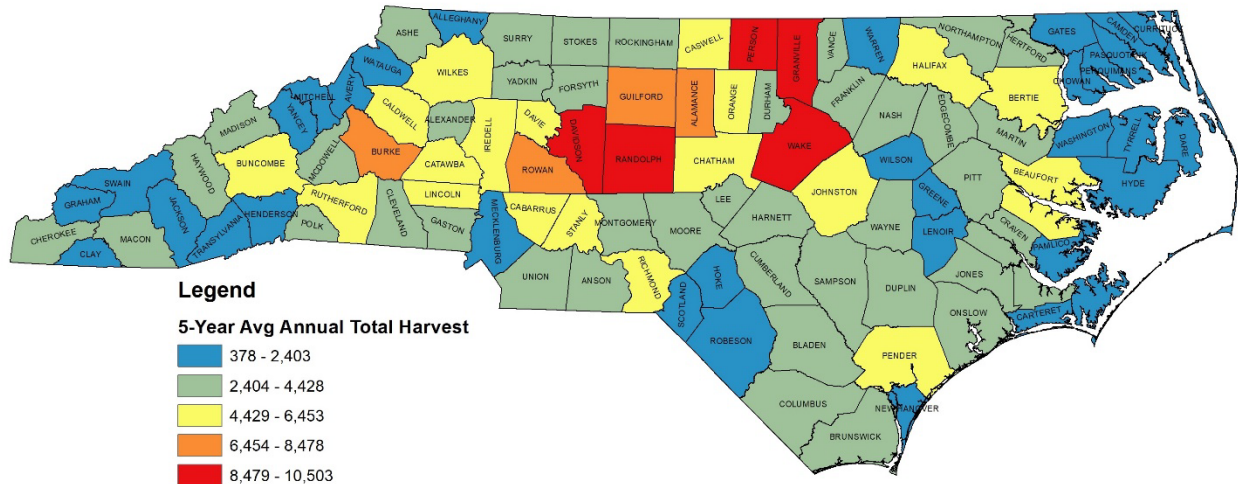 ALLEGHANY
ASHE
SURRY
STOKES
ROCKINGHAM
CASWELL
PERSON
GRANVILLE
VANCE
WARREN
NORTHAMPTON
HERTFORD
GATES
CAMDEN
CURRITUCK
PASQUOTANK
PERQUIMANS
CHOWAN
HALIFAX
BERTIE
WATAUGA
WILKES
YADKIN
FORSYTH
GUILFORD
ALAMANCE
ORANGE
DURHAM
FRANKLIN
NASH
EDGECOMBE
MARTIN
WASHINGTON
TYRRELL
DARE
MITCHELL
AVERY
YANCEY
CALDWELL
ALEXANDER
IREDELL
DAVIE
DAVIDSON
RANDOLPH
CHATHAM
WAKE
WILSON
PITT
BEAUFORT
HYDE
MADISON
HAYWOOD
BUNCOMBE
MCDOWELL
BURKE
CATAWBA
ROWAN
JOHNSTON
GREENE
SWAIN
GRAHAM
JACKSON
TRANSYLVANIA
HENDERSON
RUTHERFORD
POLK
CLEVELAND
LINCOLN
GASTON
MECKLENBURG
CABARRUS
STANLY
MONTGOMERY
MOORE
LEE
HARNETT
WAYNE
LENOIR
CRAVEN
PAMLICO
CHEROKEE
CLAY
MACON
UNION
ANSON
RICHMOND
SCOTLAND
HOKE
CUMBERLAND
SAMPSON
DUPLIN
JONES
ONSLOW
CARTERET
ROBESON
BLADEN
PENDER
COLUMBUS
NEW HANOVER
BRUNSWICK
Legend
5-Year Avg Annual Total Harvest
378 - 2,403
2,404 - 4,428
4,429 - 6,453
6,454 - 8,478
8,479 - 10,503